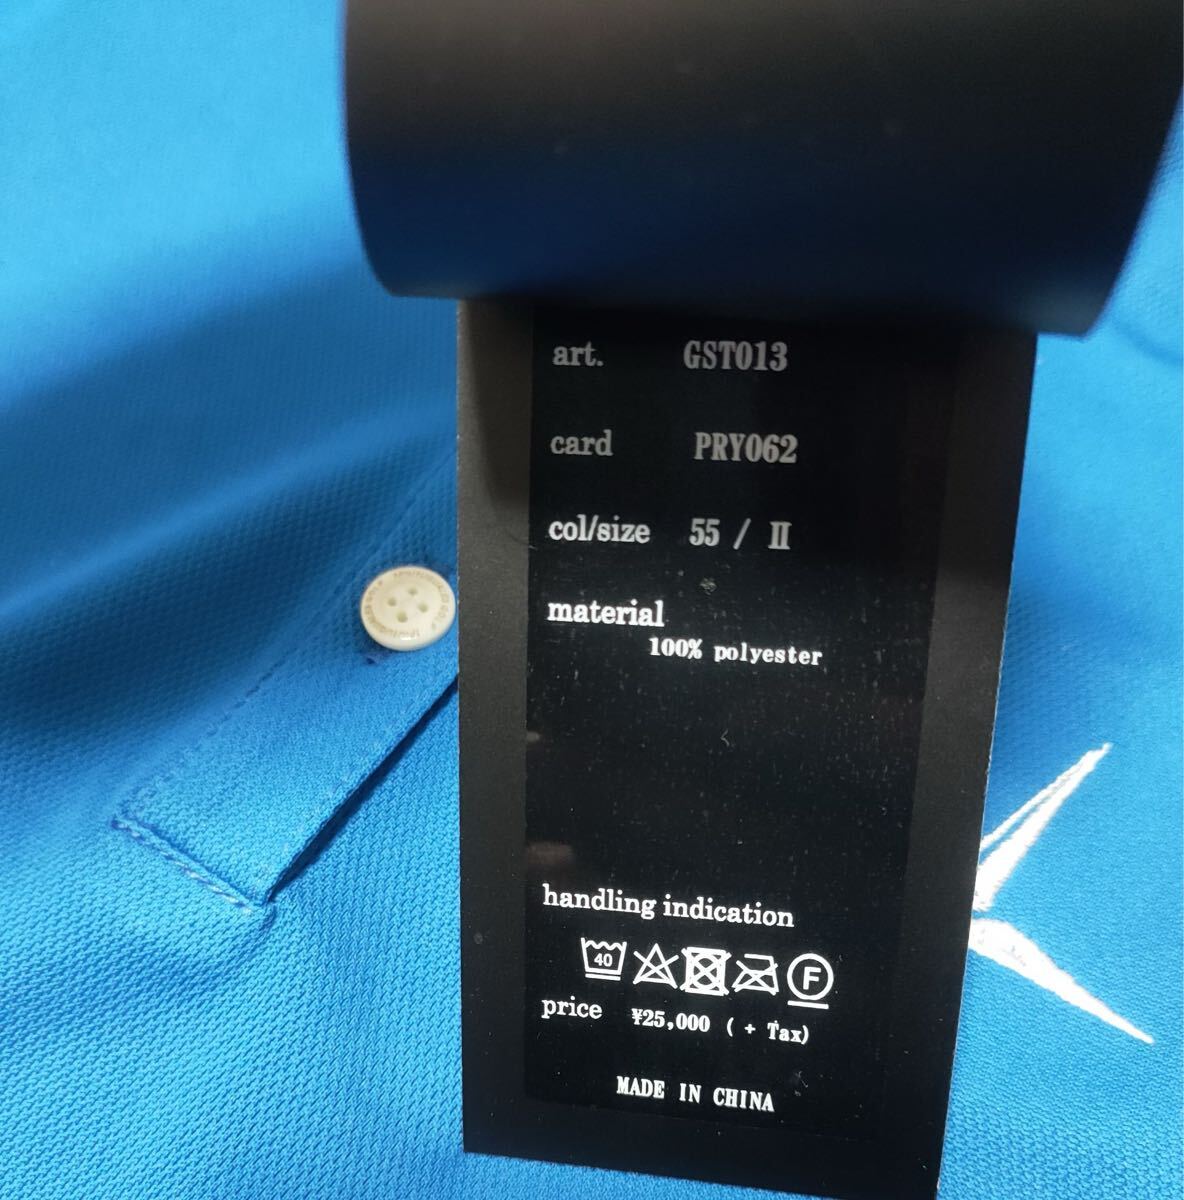 art. GST013
card PRY062
col/size 55 / Ⅱ
material
100% polyester
handling indication
40 F
price ¥25,000 ( + Tax)
MADE IN CHINA